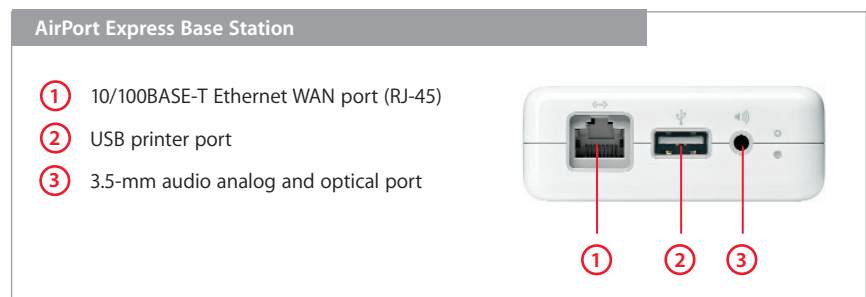 AirPort Express Base Station
1 10/100BASE-T Ethernet WAN port (RJ-45)
2 USB printer port
3 3.5-mm audio analog and optical port
1 2 3